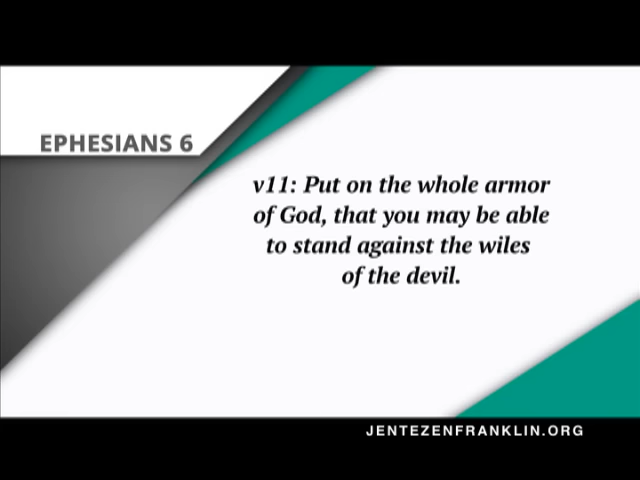 EPHESIANS 6
v11: Put on the whole armor
of God, that you may be able
to stand against the wiles
of the devil.
JENTEZENFRANKLIN.ORG